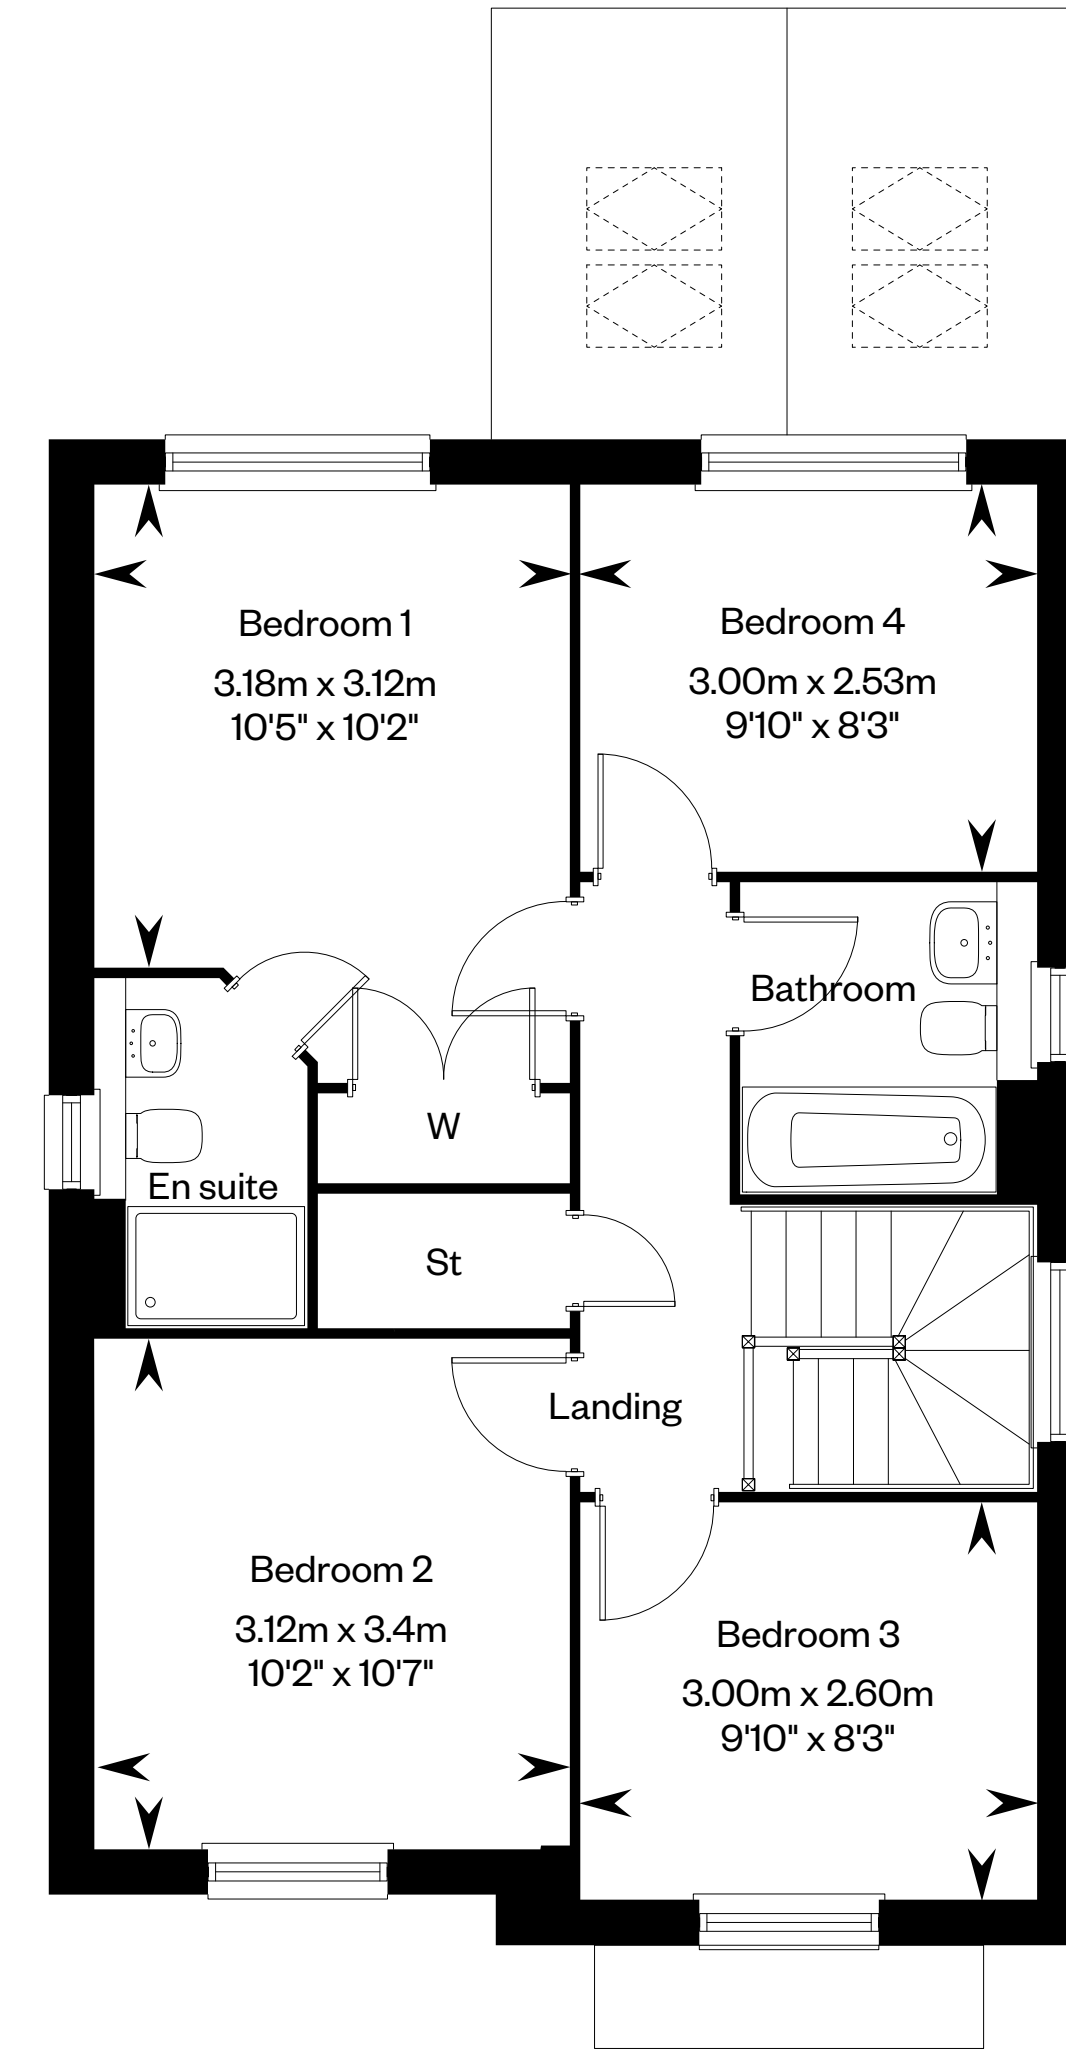 Bedroom 1
3.18m x 3.12m
10'5" x 10'2"
Bedroom 4
3.00m x 2.53m
9'10" x 8'3"
Bathroom
W
En suite
St
Landing
Bedroom 2
3.12m x 3.4m
10'2" x 10'7"
Bedroom 3
3.00m x 2.60m
9'10" x 8'3"